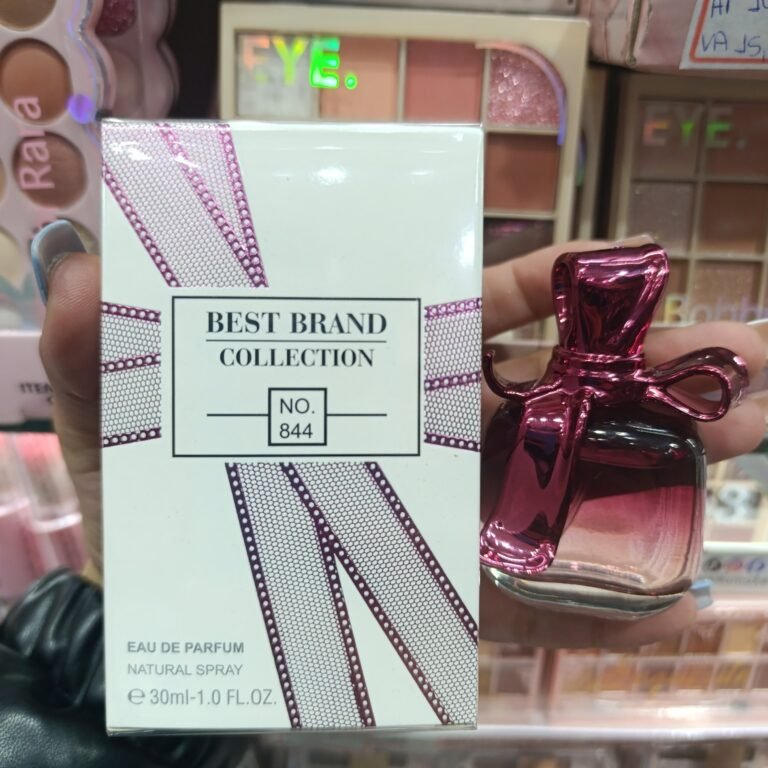 EYE.
EYE.
Rara
BEST BRAND
COLLECTION
NO.
844
EAU DE PARFUM
NATURAL SPRAY
℮ 30ml-1.0 FL.OZ.